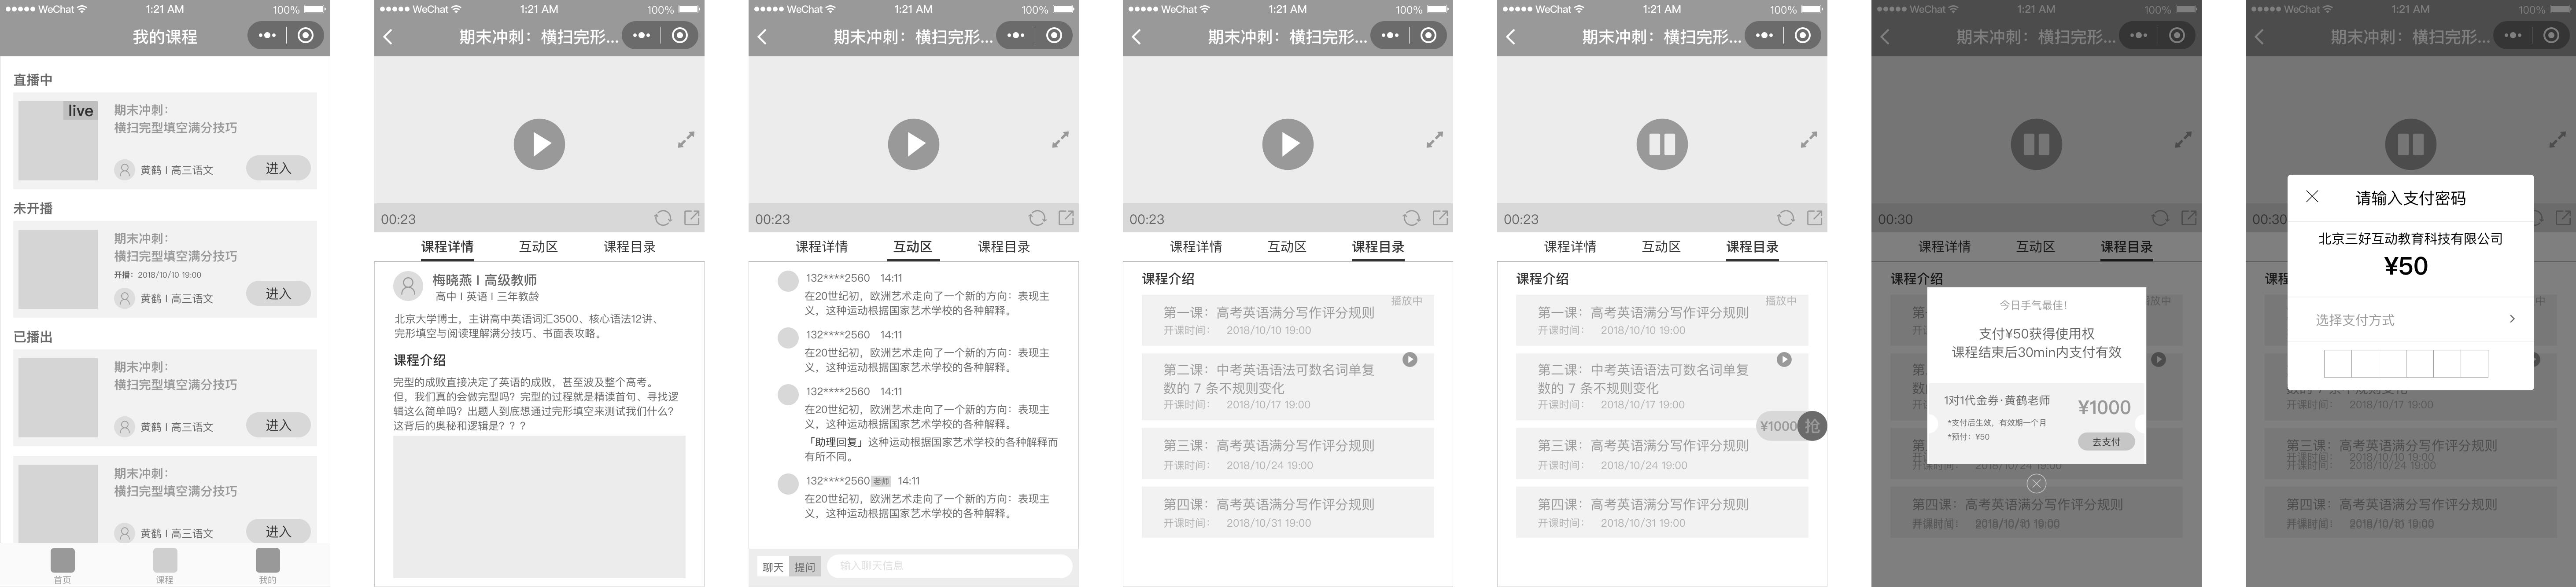 WeChat 1:21 AM 100%
我的课程
直播中
live
期末冲刺：
横扫完型填空满分技巧
黄鹤 | 高三语文
进入
未开播
期末冲刺：
横扫完型填空满分技巧
开播：2018/10/10 19:00
黄鹤 | 高三语文
进入
已播出
期末冲刺：
横扫完型填空满分技巧
黄鹤 | 高三语文
进入
期末冲刺：
横扫完型填空满分技巧
黄鹤 | 高三语文
进入
首页 课程 我的
WeChat 1:21 AM 100%
期末冲刺：横扫完形...
00:23
课程详情 互动区 课程目录
梅晓燕 | 高级教师
高中 | 英语 | 三年教龄
北京大学博士，主讲高中英语词汇3500、核心语法12讲、
完形填空与阅读理解满分技巧、书面表攻略。
课程介绍
完型的成败直接决定了英语的成败，甚至波及整个高考。
但，我们真的会做完型吗？完型的过程就是精读首句、寻找逻
辑这么简单吗？出题人到底想通过完形填空来测试我们什么？
这背后的奥秘和逻辑是？？？
WeChat 1:21 AM 100%
期末冲刺：横扫完形...
00:23
课程详情 互动区 课程目录
132****2560 14:11
在20世纪初，欧洲艺术走向了一个新的方向：表现主
义，这种运动根据国家艺术学校的各种解释。
132****2560 14:11
在20世纪初，欧洲艺术走向了一个新的方向：表现主
义，这种运动根据国家艺术学校的各种解释。
132****2560 14:11
在20世纪初，欧洲艺术走向了一个新的方向：表现主
义，这种运动根据国家艺术学校的各种解释。
「助理回复」这种运动根据国家艺术学校的各种解释而
有所不同。
132****2560 老师 14:11
在20世纪初，欧洲艺术走向了一个新的方向：表现主
义，这种运动根据国家艺术学校的各种解释。
聊天 提问 输入聊天信息
WeChat 1:21 AM 100%
期末冲刺：横扫完形...
00:23
课程详情 互动区 课程目录
课程介绍
播放中
第一课：高考英语满分写作评分规则
开课时间： 2018/10/10 19:00
第二课：中考英语语法可数名词单复
数的 7 条不规则变化
开课时间： 2018/10/17 19:00
第三课：高考英语满分写作评分规则
开课时间： 2018/10/24 19:00
第四课：高考英语满分写作评分规则
开课时间： 2018/10/31 19:00
WeChat 1:21 AM 100%
期末冲刺：横扫完形...
00:23
课程详情 互动区 课程目录
课程介绍
播放中
第一课：高考英语满分写作评分规则
开课时间： 2018/10/10 19:00
第二课：中考英语语法可数名词单复
数的 7 条不规则变化
开课时间： 2018/10/17 19:00
¥1000 抢
第三课：高考英语满分写作评分规则
开课时间： 2018/10/24 19:00
第四课：高考英语满分写作评分规则
开课时间： 2018/10/31 19:00
WeChat 1:21 AM 100%
期末冲刺：横扫完形...
00:30
课程详情 互动区 课程目录
课程介绍
今日手气最佳！
支付¥50获得使用权
课程结束后30min内支付有效
1对1代金券·黄鹤老师
*支付后生效，有效期一个月
*预付：¥50
¥1000
去支付
第四课：高考英语满分写作评分规则
开课时间：
WeChat 1:21 AM 100%
期末冲刺：横扫完形...
00:30
请输入支付密码
北京三好互动教育科技有限公司
¥50
选择支付方式
第三课：高考英语满分写作评分规则
开课时间：
第四课：高考英语满分写作评分规则
开课时间：